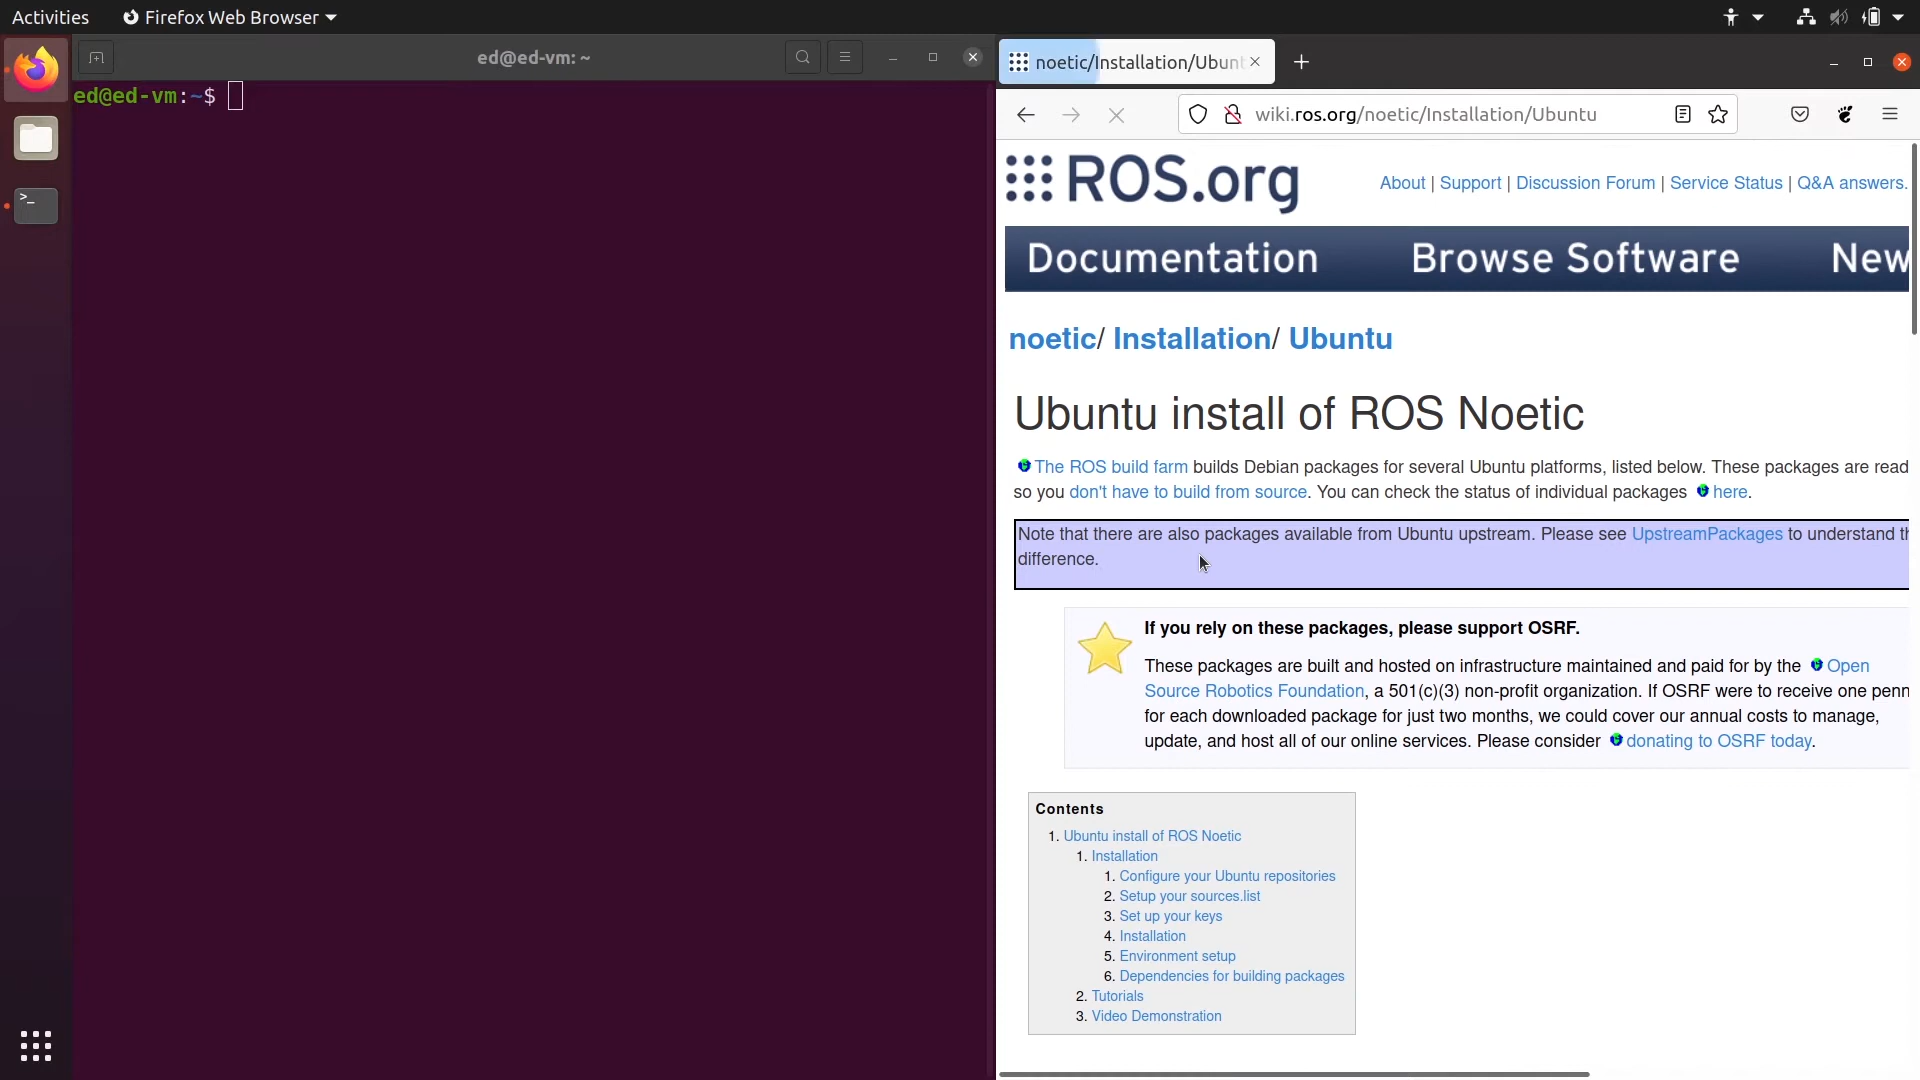 Activities
Firefox Web Browser
ed@ed-vm: ~
ed@ed-vm:~$
noetic/Installation/Ubunt
wiki.ros.org/noetic/Installation/Ubuntu
ROS.org
About | Support | Discussion Forum | Service Status | Q&A answers.
Documentation
Browse Software
New
noetic/ Installation/ Ubuntu
Ubuntu install of ROS Noetic
The ROS build farm builds Debian packages for several Ubuntu platforms, listed below. These packages are read
so you don't have to build from source. You can check the status of individual packages here.
Note that there are also packages available from Ubuntu upstream. Please see UpstreamPackages to understand th
difference.
If you rely on these packages, please support OSRF.
These packages are built and hosted on infrastructure maintained and paid for by the Open
Source Robotics Foundation, a 501(c)(3) non-profit organization. If OSRF were to receive one penn
for each downloaded package for just two months, we could cover our annual costs to manage,
update, and host all of our online services. Please consider donating to OSRF today.
Contents
1. Ubuntu install of ROS Noetic
1. Installation
1. Configure your Ubuntu repositories
2. Setup your sources.list
3. Set up your keys
4. Installation
5. Environment setup
6. Dependencies for building packages
2. Tutorials
3. Video Demonstration